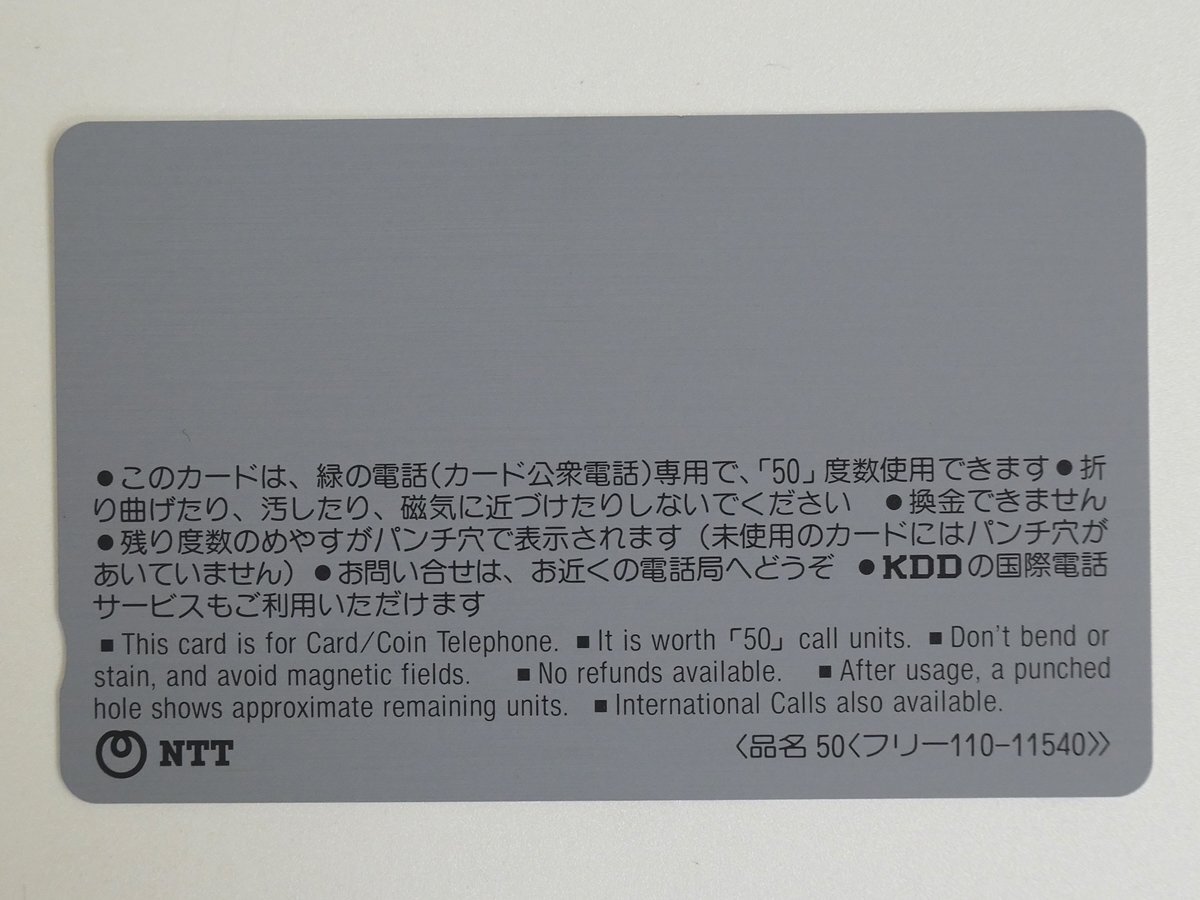 ●このカードは、緑の電話(カード公衆電話)専用で、「50」度数使用できます●折
り曲げたり、汚したり、磁気に近づけたりしないでください　●換金できません
●残り度数のめやすがパンチ穴で表示されます（未使用のカードにはパンチ穴が
あいていません）●お問い合せは、お近くの電話局へどうぞ　●KDDの国際電話
サービスもご利用いただけます
■This card is for Card/Coin Telephone. ■It is worth「50」call units. ■Don't bend or
stain, and avoid magnetic fields. ■No refunds available. ■After usage, a punched
hole shows approximate remaining units. ■International Calls also available.
NTT 〈品名 50〈フリー110-11540〉〉